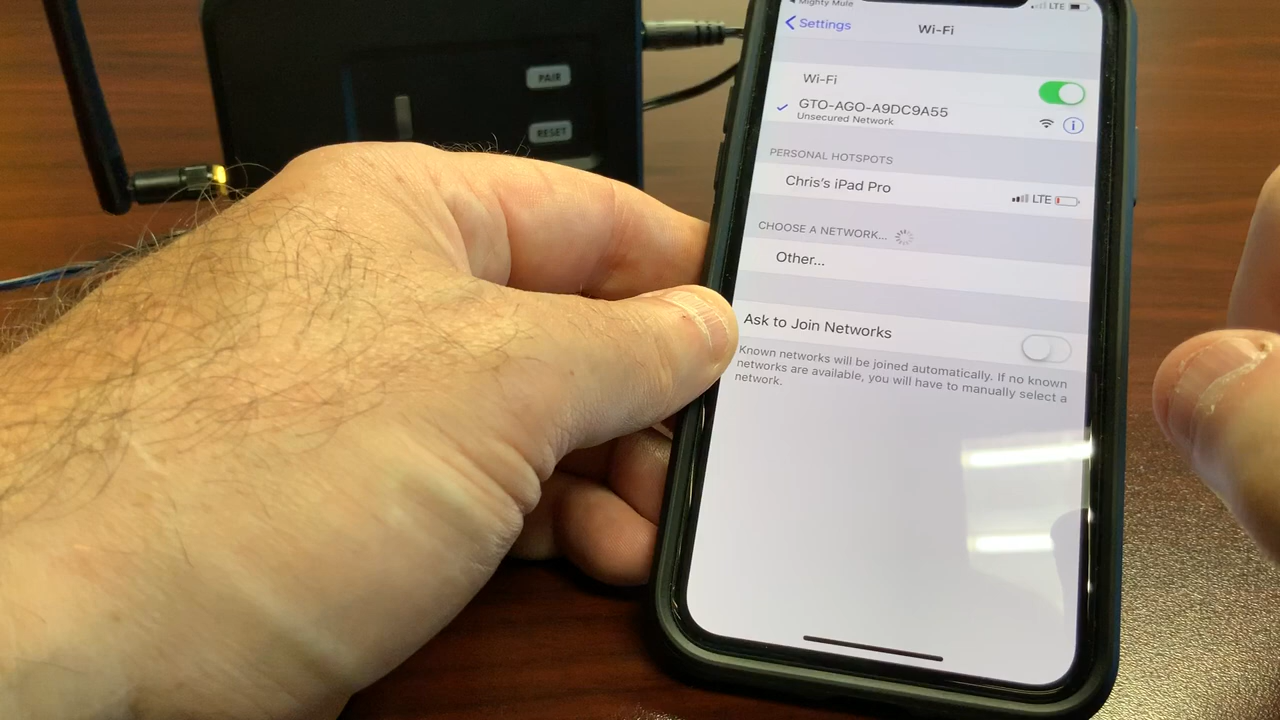 Mighty Mule
LTE
Settings
Wi-Fi
Wi-Fi
GTO-AGO-A9DC9A55
Unsecured Network
PERSONAL HOTSPOTS
Chris's iPad Pro
LTE
CHOOSE A NETWORK...
Other...
Ask to Join Networks
Known networks will be joined automatically. If no known
networks are available, you will have to manually select a
network.
PAIR
RESET